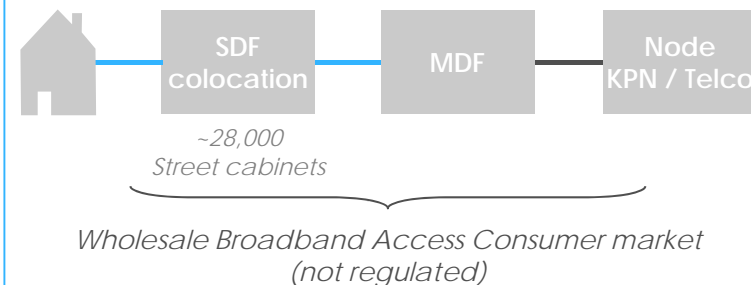 SDF
colocation
MDF
Node
KPN / Telco
~28,000
Street cabinets
Wholesale Broadband Access Consumer market
(not regulated)